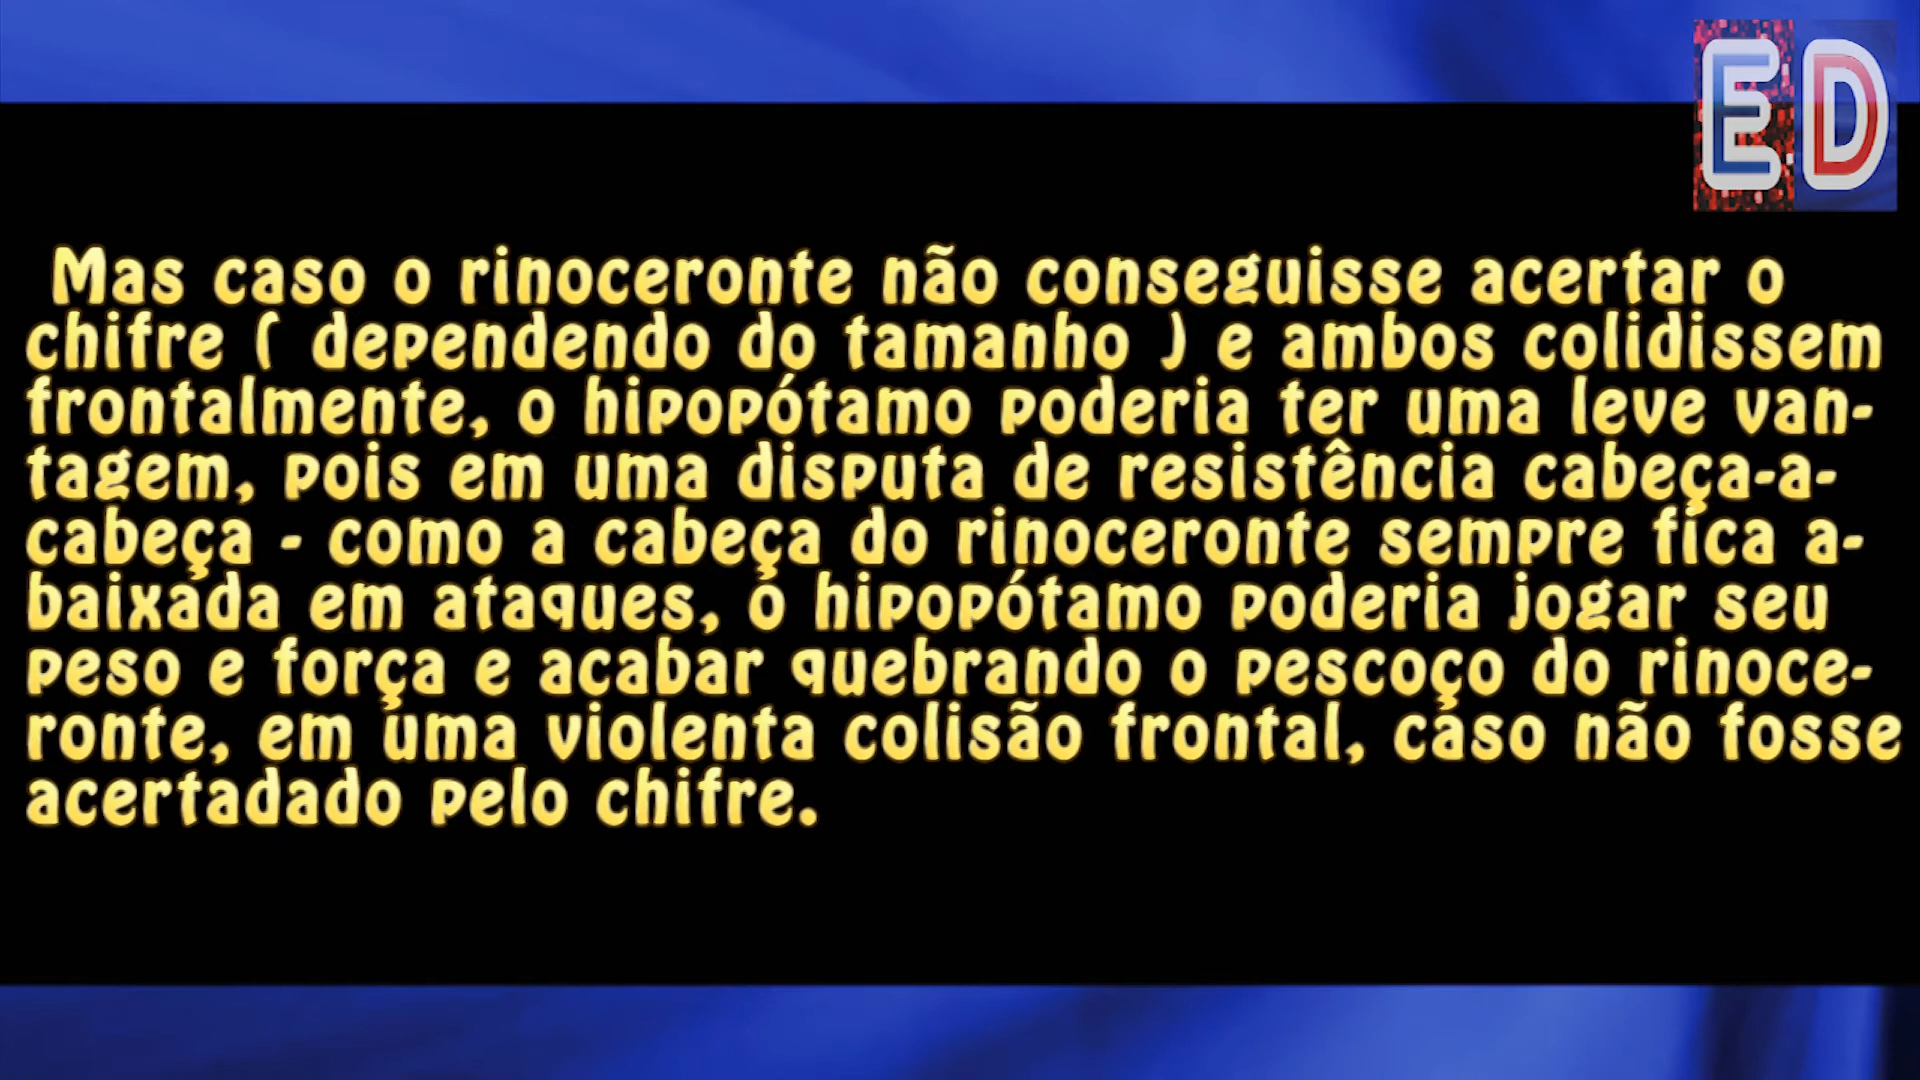 ED
Mas caso o rinoceronte não conseguisse acertar o
chifre ( dependendo do tamanho ) e ambos colidissem
frontalmente, o hipopótamo poderia ter uma leve van-
tagem, pois em uma disputa de resistência cabeça-a-
cabeça - como a cabeça do rinoceronte sempre fica a-
baixada em ataques, o hipopótamo poderia jogar seu
peso e força e acabar quebrando o pescoço do rinoce-
ronte, em uma violenta colisão frontal, caso não fosse
acertadado pelo chifre.